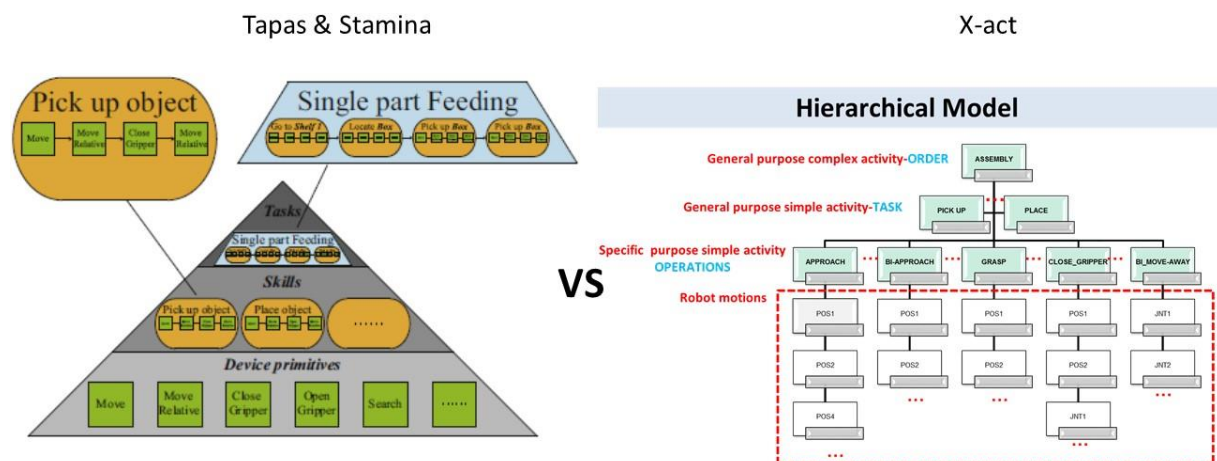 Tapas & Stamina
X-act
Pick up object
Move
Move
Relative
Close
Gripper
Move
Relative
Single part Feeding
Go to Shelf 1
Locate Box
Pick up Box
Pick up Box
Tasks
Single part Feeding
Skills
Pick up object
Place object
......
Device primitives
Move
Move
Relative
Close
Gripper
Open
Gripper
Search
......
VS
Hierarchical Model
General purpose complex activity-ORDER
ASSEMBLY
General purpose simple activity-TASK
PICK UP
...
PLACE
Specific purpose simple activity
OPERATIONS
APPROACH
...
BI-APPROACH
...
GRASP
...
CLOSE_GRIPPER
...
BI_MOVE-AWAY
Robot motions
POS1
POS1
POS1
POS1
JNT1
POS2
POS2
POS2
POS2
JNT2
...
...
...
POS4
JNT1
...
...